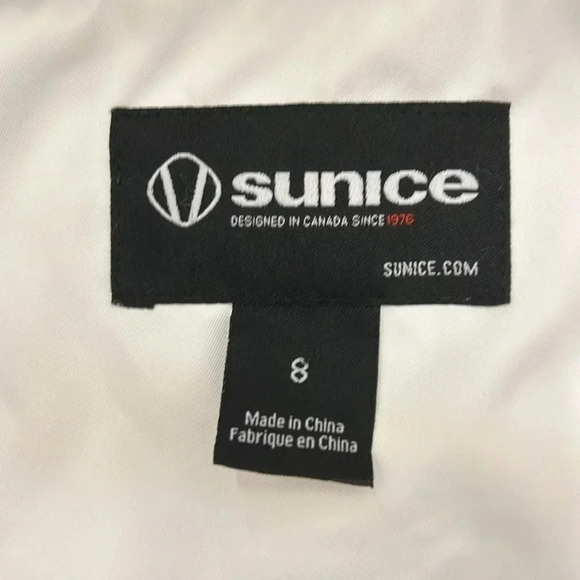 sunice
DESIGNED IN CANADA SINCE 1976
SUNICE.COM
8
Made in China
Fabrique en China